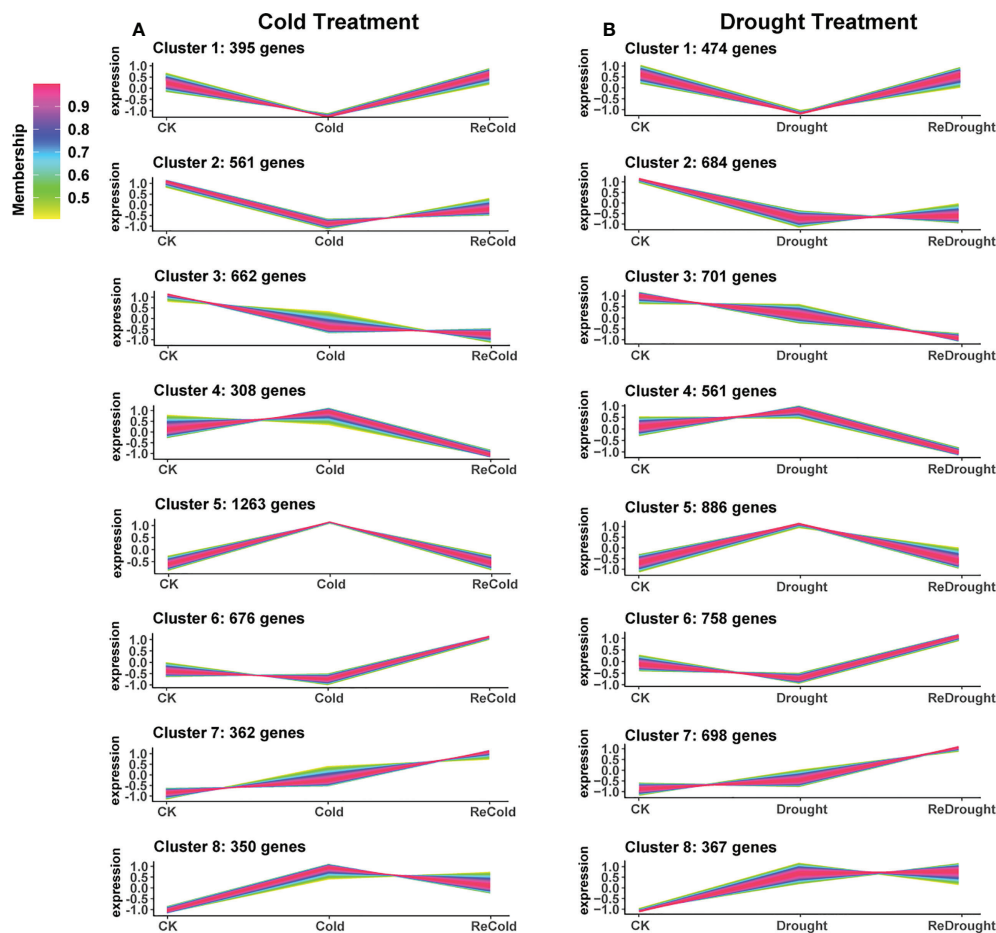 A
Cold Treatment
Membership
0.9
0.8
0.7
0.6
0.5
Cluster 1: 395 genes
expression
1.0
0.5
0.0
-0.5
-1.0
CK
Cold
ReCold
Cluster 2: 561 genes
expression
1.0
0.5
0.0
-0.5
-1.0
CK
Cold
ReCold
Cluster 3: 662 genes
expression
1.0
0.5
0.0
-0.5
-1.0
CK
Cold
ReCold
Cluster 4: 308 genes
expression
1.0
0.5
0.0
-0.5
-1.0
CK
Cold
ReCold
Cluster 5: 1263 genes
expression
1.0
0.5
0.0
-0.5
CK
Cold
ReCold
Cluster 6: 676 genes
expression
1.0
0.5
0.0
-0.5
-1.0
CK
Cold
ReCold
Cluster 7: 362 genes
expression
1.0
0.5
0.0
-0.5
-1.0
CK
Cold
ReCold
Cluster 8: 350 genes
expression
1.0
0.5
0.0
-0.5
-1.0
CK
Cold
ReCold
B
Drought Treatment
Cluster 1: 474 genes
expression
1.0
0.5
0.0
−0.5
−1.0
CK
Drought
ReDrought
Cluster 2: 684 genes
expression
1.0
0.5
0.0
−0.5
−1.0
CK
Drought
ReDrought
Cluster 3: 701 genes
expression
1.0
0.5
0.0
−0.5
−1.0
CK
Drought
ReDrought
Cluster 4: 561 genes
expression
1.0
0.5
0.0
−0.5
−1.0
CK
Drought
ReDrought
Cluster 5: 886 genes
expression
1.0
0.5
0.0
−0.5
−1.0
CK
Drought
ReDrought
Cluster 6: 758 genes
expression
1.0
0.5
0.0
−0.5
−1.0
CK
Drought
ReDrought
Cluster 7: 698 genes
expression
1.0
0.5
0.0
−0.5
−1.0
CK
Drought
ReDrought
Cluster 8: 367 genes
expression
1.0
0.5
0.0
−0.5
−1.0
CK
Drought
ReDrought